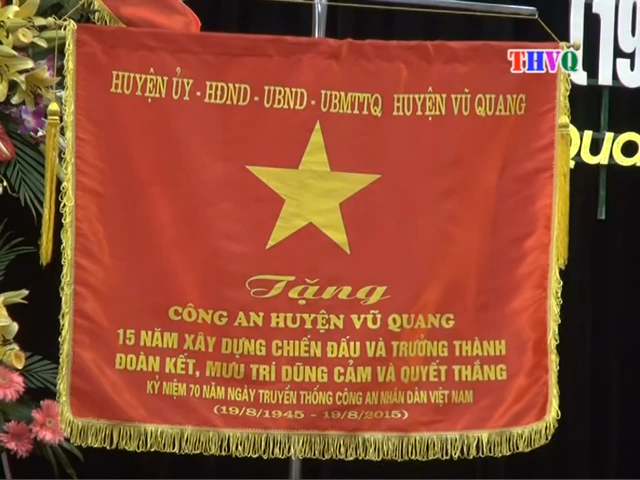 THVQ
[19
Qua
HUYỆN ỦY - HĐND - UBND - UBMTTQ HUYỆN VŨ QUANG
Tặng
CÔNG AN HUYỆN VŨ QUANG
15 NĂM XÂY DỰNG CHIẾN ĐẤU VÀ TRƯỞNG THÀNH
ĐOÀN KẾT, MƯU TRÍ DŨNG CẢM VÀ QUYẾT THẮNG
KỶ NIỆM 70 NĂM NGÀY TRUYỀN THỐNG CÔNG AN NHÂN DÂN VIỆT NAM
(19/8/1945 - 19/8/2015)